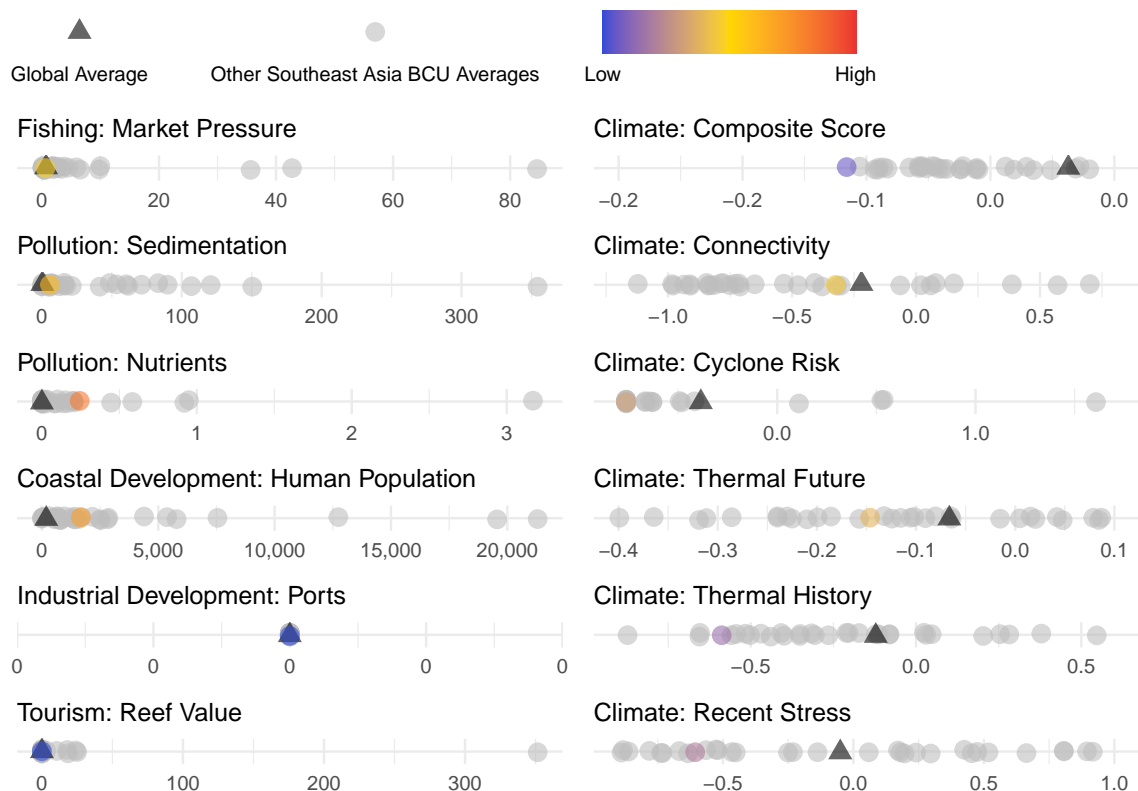 Global Average
Other Southeast Asia BCU Averages
Low
High
Fishing: Market Pressure
0 20 40 60 80
Climate: Composite Score
−0.2 −0.2 −0.1 0.0 0.0
Pollution: Sedimentation
0 100 200 300
Climate: Connectivity
−1.0 −0.5 0.0 0.5
Pollution: Nutrients
0 1 2 3
Climate: Cyclone Risk
0.0 1.0
Coastal Development: Human Population
0 5,000 10,000 15,000 20,000
Climate: Thermal Future
−0.4 −0.3 −0.2 −0.1 0.0 0.1
Industrial Development: Ports
0 0 0 0 0
Climate: Thermal History
−0.5 0.0 0.5
Tourism: Reef Value
0 100 200 300
Climate: Recent Stress
−0.5 0.0 0.5 1.0